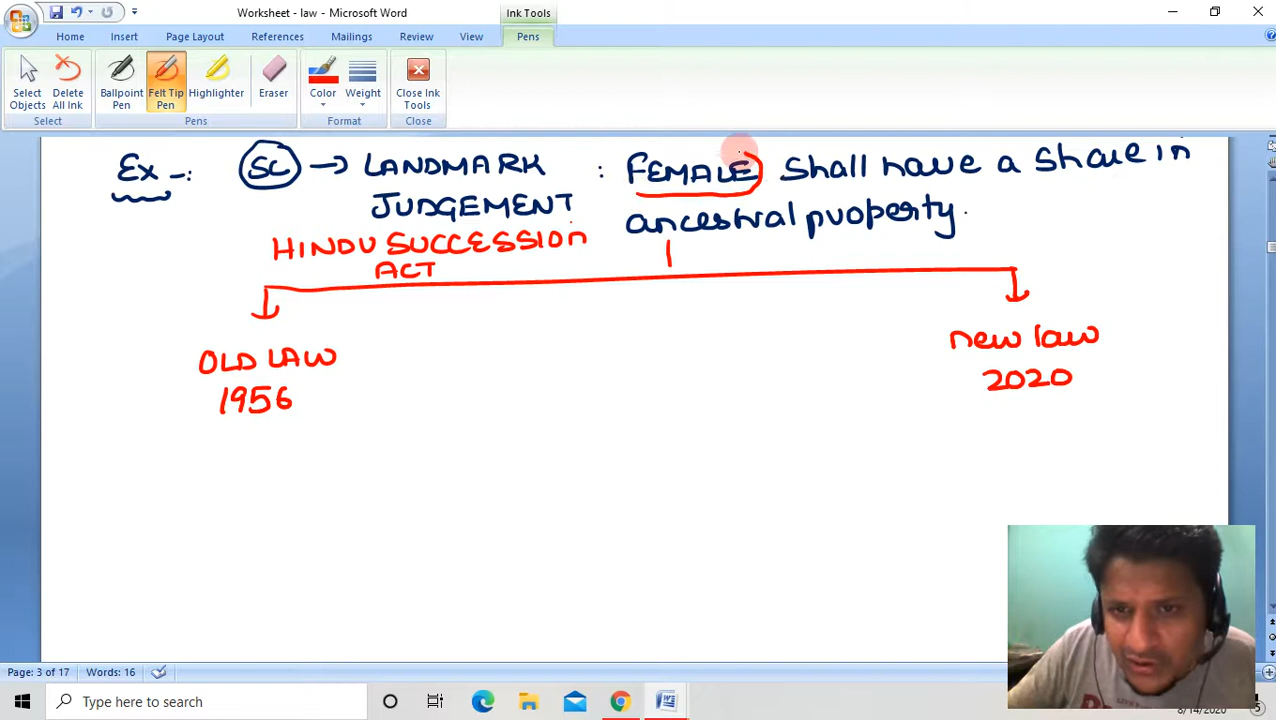 Worksheet - law - Microsoft Word
Ink Tools
Home Insert Page Layout References Mailings Review View Pens
Select Objects
Delete All Ink
Ballpoint Pen
Felt Tip Pen
Highlighter
Eraser
Color
Weight
Close Ink Tools
Select Pens Format Close
Ex -: SC → LANDMARK : FEMALE Shall have a Share in
JUDGEMENT ancestral property.
HINDU SUCCESSION
ACT
OLD LAW
1956
new law
2020
Page: 3 of 17 Words: 16
Type here to search
8/14/2020